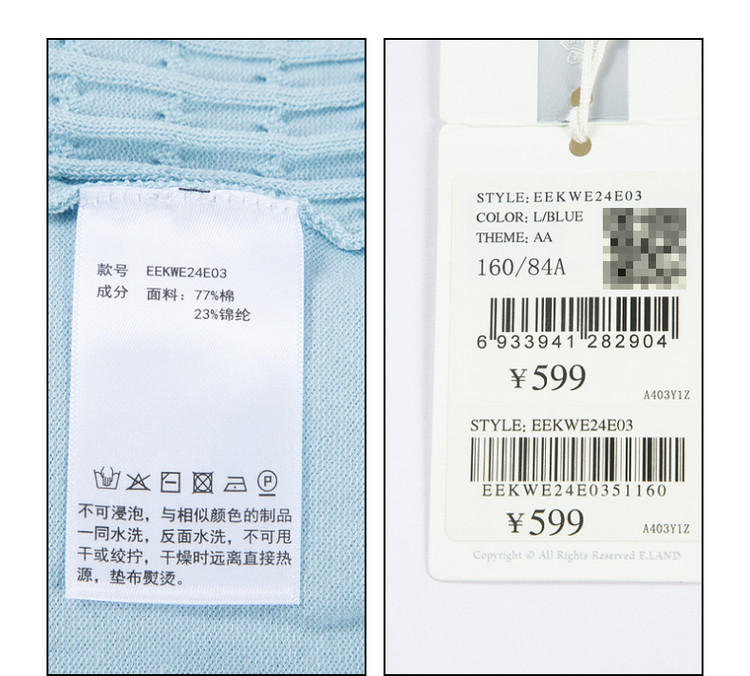 款号 EEKWE24E03
成分 面料：77%棉
23%锦纶
P
不可浸泡，与相似颜色的制品
一同水洗，反面水洗，不可甩
干或绞拧，干燥时远离直接热
源，垫布熨烫。
STYLE: EEKWE24E03
COLOR: L/BLUE
THEME: AA
160/84A
6 933941 282904
¥599
A403Y1Z
STYLE: EEKWE24E03
EEKWE24E0351160
¥599
A403Y1Z
Copyright © All Rights Reserved E.LAND